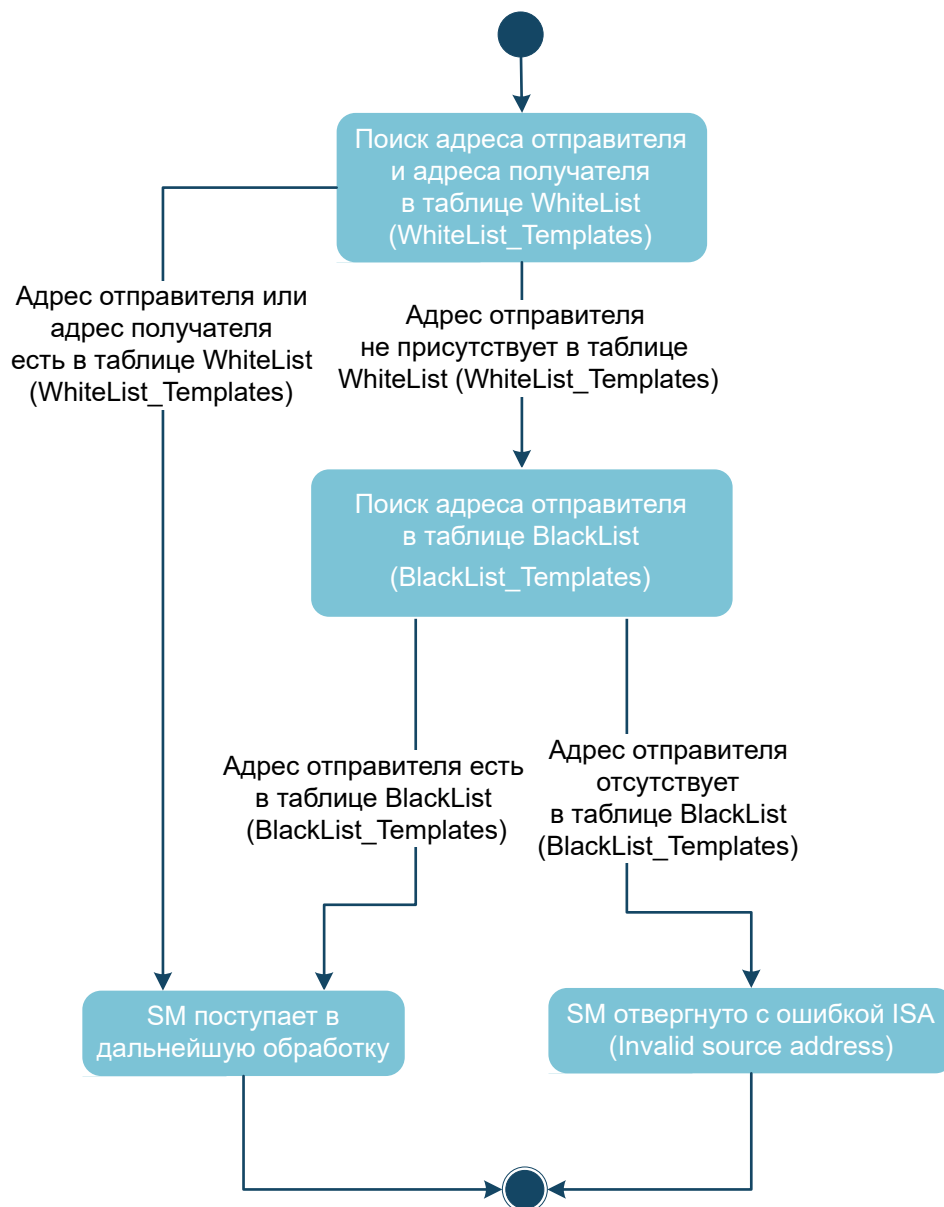 Поиск адреса отправителя
и адреса получателя
в таблице WhiteList
(WhiteList_Templates)
Адрес отправителя или
адрес получателя
есть в таблице WhiteList
(WhiteList_Templates)
Адрес отправителя
не присутствует в таблице
WhiteList (WhiteList_Templates)
Поиск адреса отправителя
в таблице BlackList
(BlackList_Templates)
Адрес отправителя есть
в таблице BlackList
(BlackList_Templates)
Адрес отправителя
отсутствует
в таблице BlackList
(BlackList_Templates)
SM поступает в
дальнейшую обработку
SM отвергнуто с ошибкой ISA
(Invalid source address)